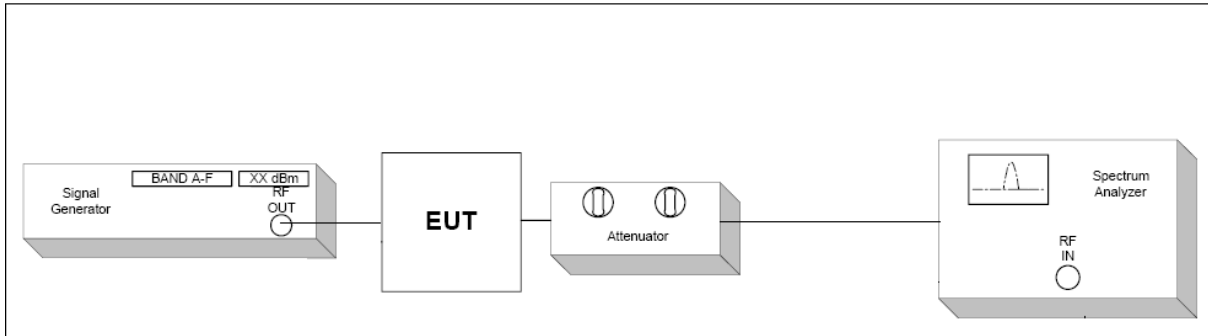 Signal
Generator
BAND A-F
XX dBm
RF
OUT
EUT
Attenuator
Spectrum
Analyzer
RF
IN